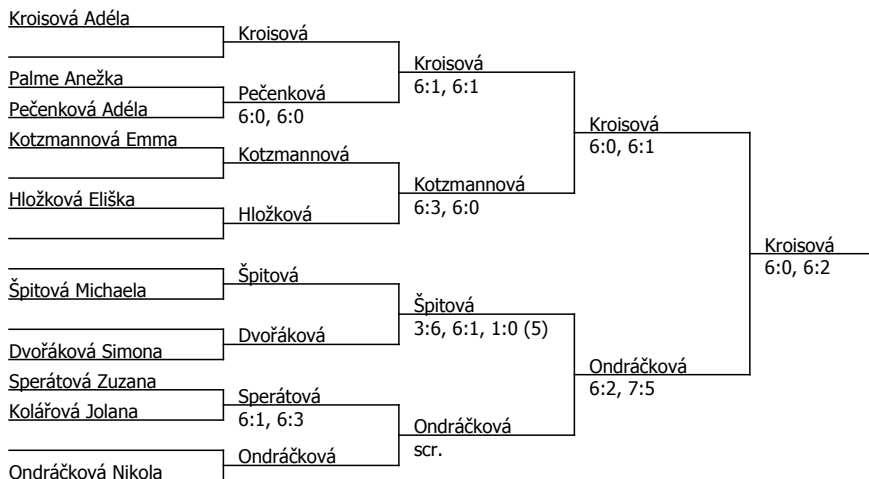 Kroisová Adéla
Palme Anežka
Pečenková Adéla
Kotzmannová Emma
Hložková Eliška
Špitová Michaela
Dvořáková Simona
Sperátová Zuzana
Kolářová Jolana
Ondráčková Nikola
Kroisová
Pečenková
6:0, 6:0
Kotzmannová
Hložková
Špitová
Dvořáková
Sperátová
6:1, 6:3
Ondráčková
Kroisová
6:1, 6:1
Kotzmannová
6:3, 6:0
Špitová
3:6, 6:1, 1:0 (5)
Ondráčková
scr.
Kroisová
6:0, 6:1
Ondráčková
6:2, 7:5
Kroisová
6:0, 6:2